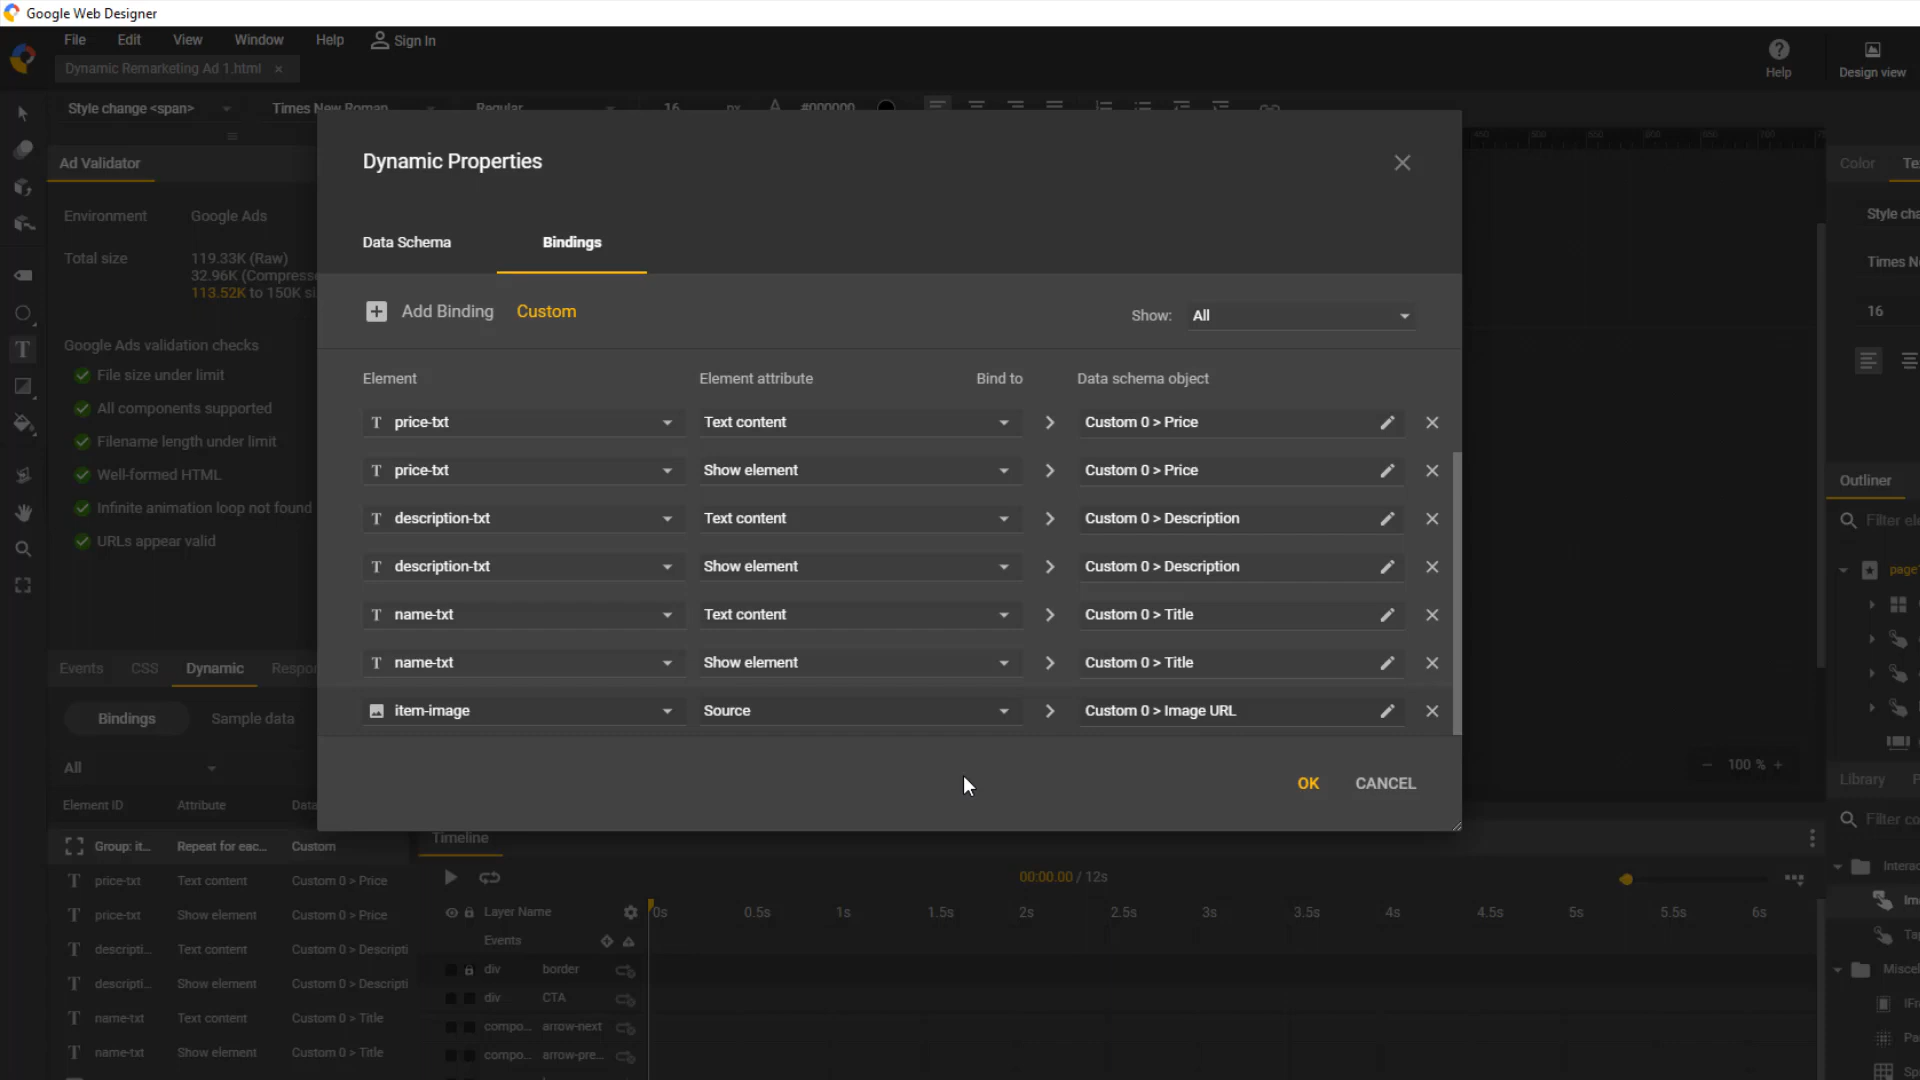 Google Web Designer
File Edit View Window Help Sign In
Dynamic Remarketing Ad 1.html
Help
Design view
Style change <span> Times New Roman Regular 16 px #000000
Ad Validator
Environment Google Ads
Total size 119.33K (Raw)
32.96K (Compress
113.52K to 150K si
Google Ads validation checks
File size under limit
All components supported
Filename length under limit
Well-formed HTML
Infinite animation loop not found
URLs appear valid
Events CSS Dynamic Respon
Bindings Sample data
All
Element ID Attribute Data
Group: it... Repeat for eac... Custom
price-txt Text content Custom 0 > Price
price-txt Show element Custom 0 > Price
descripti... Text content Custom 0 > Descripti
descripti... Show element Custom 0 > Descripti
name-txt Text content Custom 0 > Title
name-txt Show element Custom 0 > Title
Dynamic Properties
Data Schema Bindings
Add Binding Custom Show: All
Element Element attribute Bind to Data schema object
price-txt Text content Custom 0 > Price
price-txt Show element Custom 0 > Price
description-txt Text content Custom 0 > Description
description-txt Show element Custom 0 > Description
name-txt Text content Custom 0 > Title
name-txt Show element Custom 0 > Title
item-image Source Custom 0 > Image URL
OK CANCEL
Timeline
00:00.00 / 12s
Layer Name 0s 0.5s 1s 1.5s 2s 2.5s 3s 3.5s 4s 4.5s 5s 5.5s 6s
Events
div border
div CTA
compo... arrow-next
compo... arrow-pre...
100 %
Color Te
Style cha
Times N
16
Outliner
Filter ele
page1
Library P
Filter co
Interac
Im
Tap
Miscel
IFr
Pa
Sp